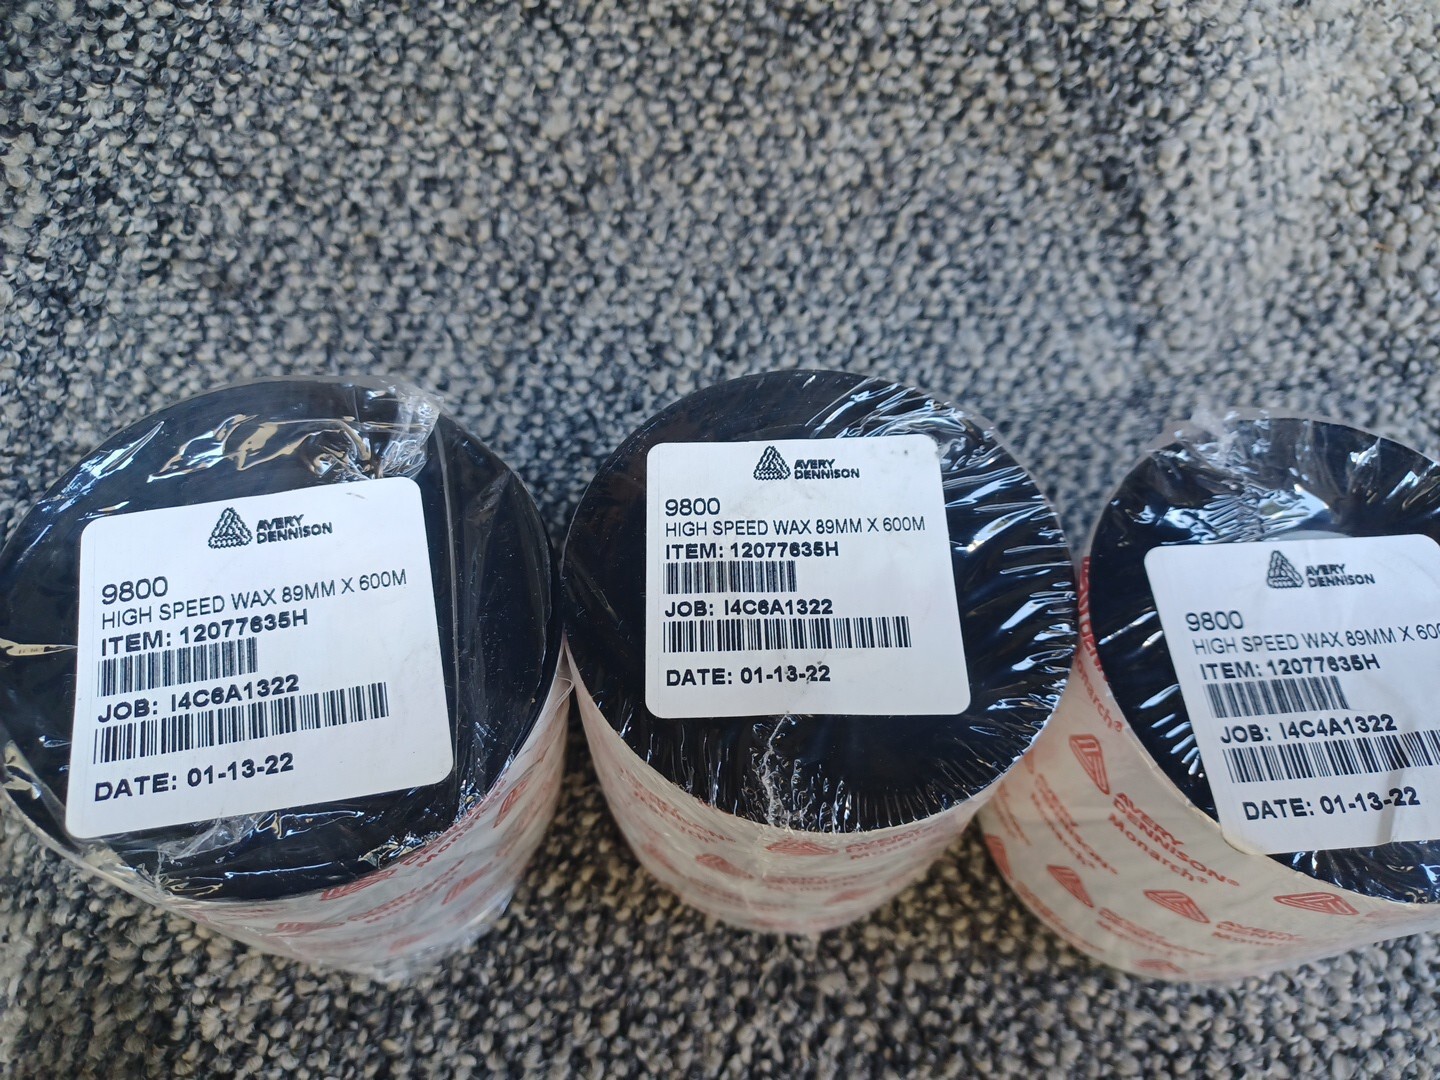 AVERY
DENNISON
9800
HIGH SPEED WAX 89MM X 600M
ITEM: 12077635H
JOB: I4C6A1322
DATE: 01-13-22
AVERY
DENNISON
9800
HIGH SPEED WAX 89MM X 600M
ITEM: 12077635H
JOB: I4C6A1322
DATE: 01-13-22
AVERY
DENNISON
9800
HIGH SPEED WAX 89MM X 60
ITEM: 12077635H
JOB: I4C4A1322
DATE: 01-13-22
Monarch®
AVERY
DENNISON®
Monarch®